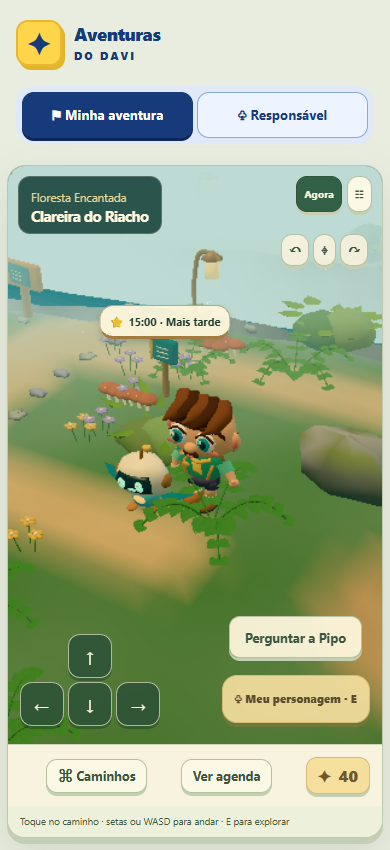 Aventuras
DO DAVI
Minha aventura
Responsável
Floresta Encantada
Clareira do Riacho
Agora
15:00 · Mais tarde
Perguntar a Pipo
Meu personagem · E
Caminhos
Ver agenda
40
Toque no caminho · setas ou WASD para andar · E para explorar